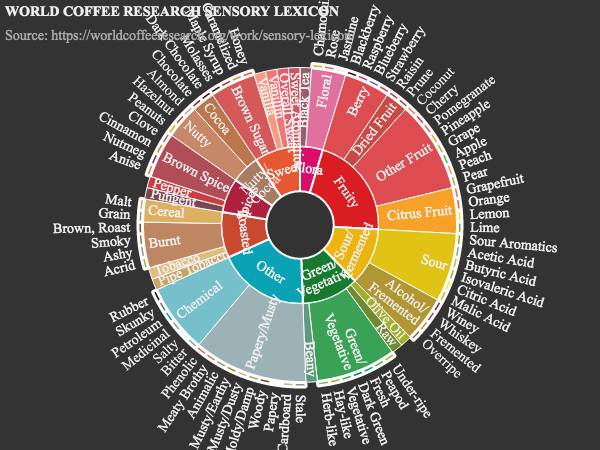 WORLD COFFEE RESEARCH SENSORY LEXICON
Source: https://worldcoffeeresearch.org/work/sensory-lexicon
Floral
Fruity
Sour/
Fermented
Green/
Vegetative
Other
Roasted
Spices
Nutty/
Cocoa
Sweet
Black Tea
Floral
Berry
Dried Fruit
Other Fruit
Citrus Fruit
Sour
Alcohol/
Fermented
Olive Oil
Raw
Green/
Vegetative
Beany
Papery/Musty
Chemical
Pipe Tobacco
Tobacco
Burnt
Cereal
Pungent
Pepper
Brown Spice
Nutty
Cocoa
Brown Sugar
Vanilla
Overall Sweet
Jasmine
Blackberry
Raspberry
Blueberry
Strawberry
Raisin
Prune
Coconut
Cherry
Pomegranate
Pineapple
Grape
Apple
Peach
Pear
Grapefruit
Orange
Lemon
Lime
Sour Aromatics
Acetic Acid
Butyric Acid
Isovaleric Acid
Citric Acid
Malic Acid
Winey
Whiskey
Fremented
Overripe
Under-ripe
Peapod
Fresh
Dark Green
Vegetative
Hay-like
Herb-like
Stale
Cardboard
Papery
Woody
Moldy/Damp
Musty/Dusty
Musty/Earthy
Animalic
Meaty Brothy
Phenolic
Bitter
Salty
Medicinal
Petroleum
Skunky
Rubber
Acrid
Ashy
Smoky
Brown, Roast
Grain
Malt
Anise
Nutmeg
Cinnamon
Clove
Peanuts
Hazelnut
Almond
Chocolate
Dark Chocolate
Molasses
Maple Syrup
Caramelized
Honey